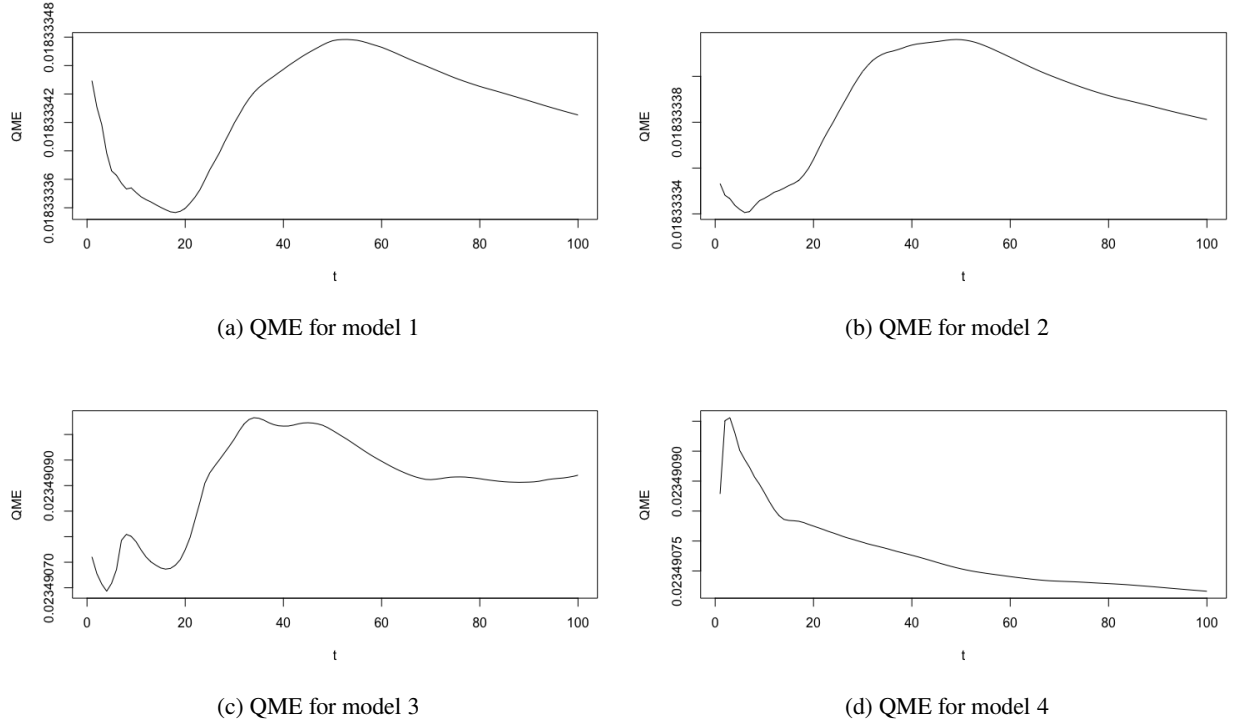 QME
0.01833336 0.01833342 0.01833348
0 20 40 60 80 100
t
(a) QME for model 1
QME
0.01833334 0.01833338
0 20 40 60 80 100
t
(b) QME for model 2
QME
0.02349070 0.02349090
0 20 40 60 80 100
t
(c) QME for model 3
QME
0.02349075 0.02349090
0 20 40 60 80 100
t
(d) QME for model 4